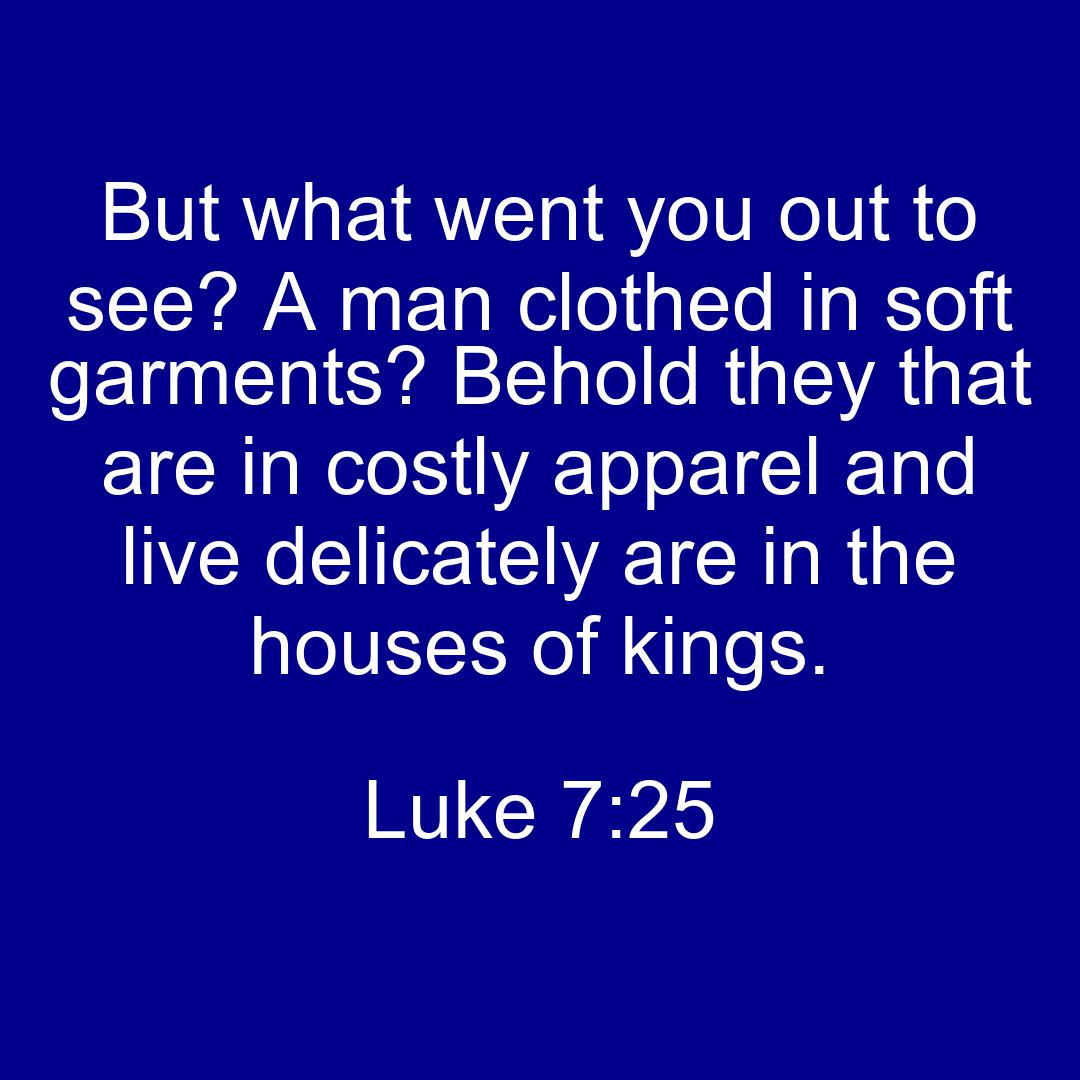 But what went you out to
see? A man clothed in soft
garments? Behold they that
are in costly apparel and
live delicately are in the
houses of kings.
Luke 7:25